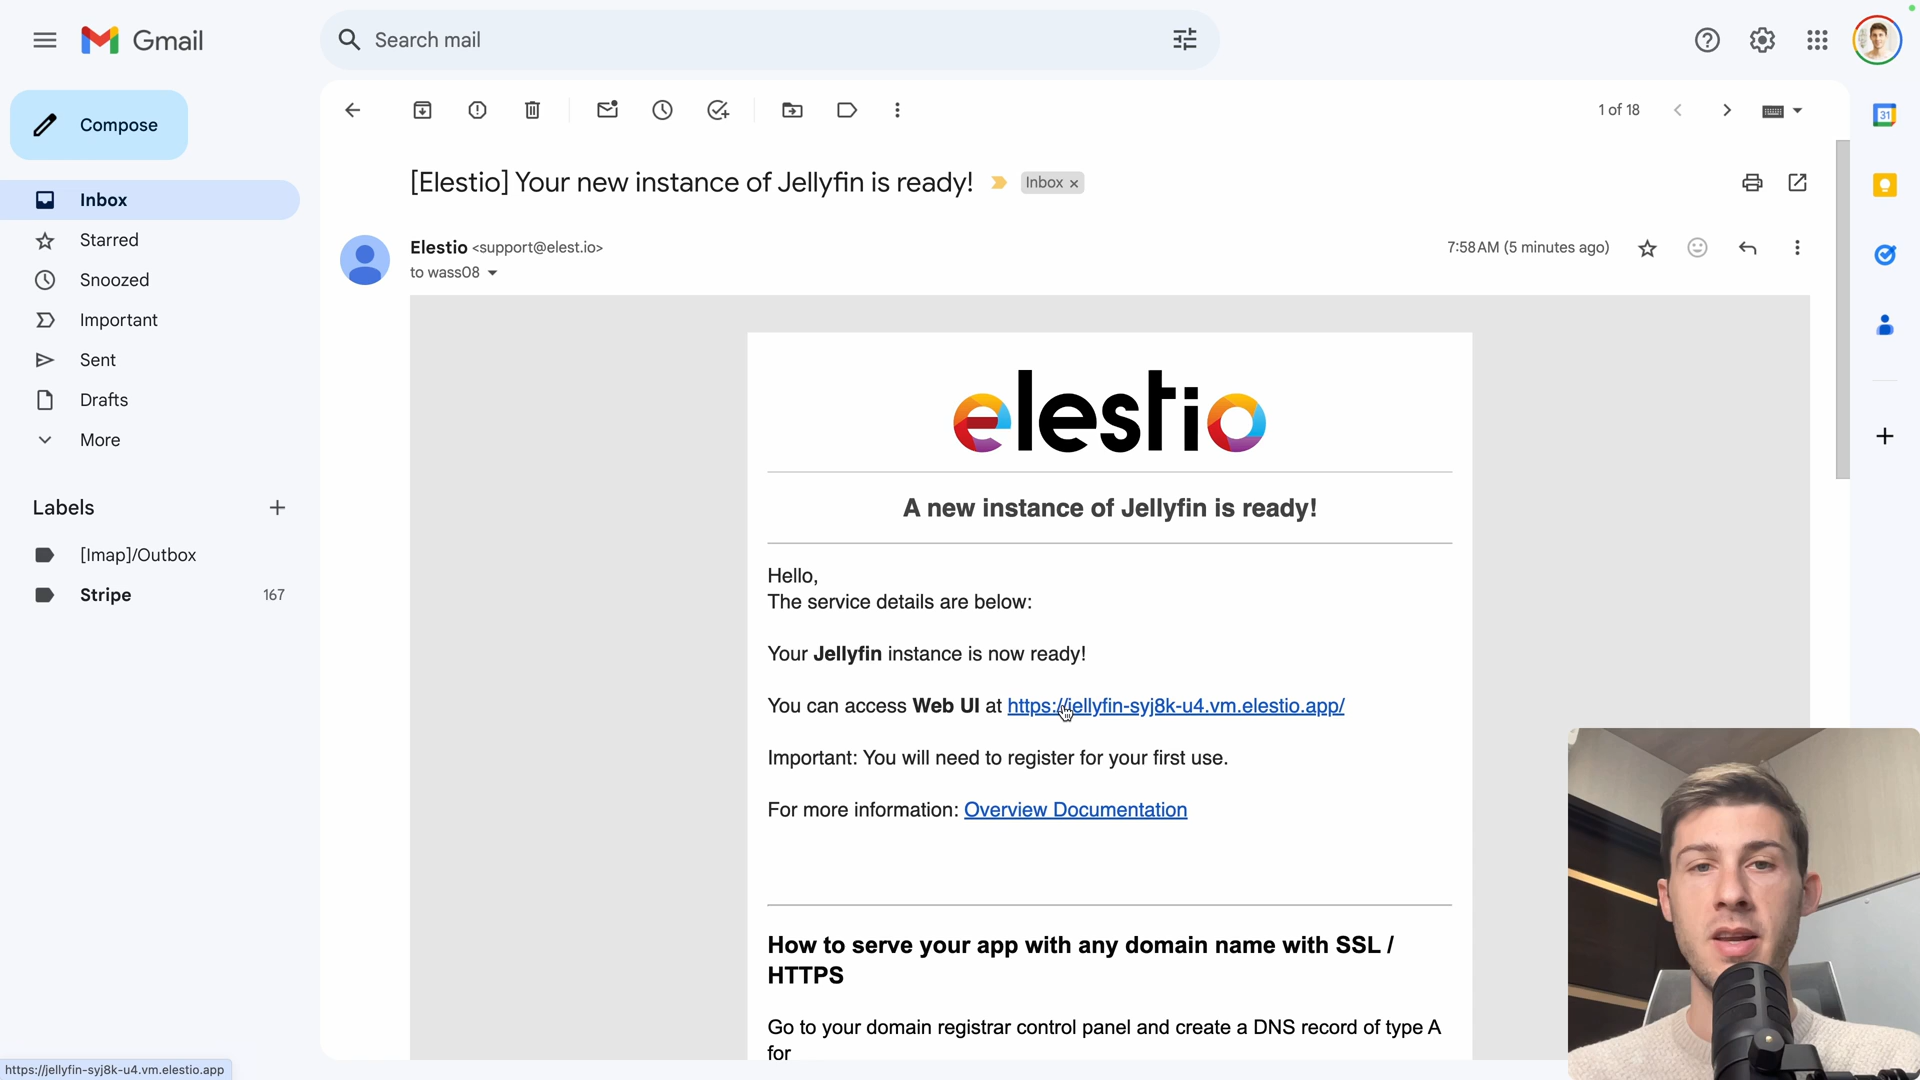 Gmail
Search mail
Compose
1 of 18
Inbox
Starred
Snoozed
Important
Sent
Drafts
More
Labels
[Imap]/Outbox
Stripe 167
[Elestio] Your new instance of Jellyfin is ready! Inbox ×
Elestio <support@elest.io> 7:58 AM (5 minutes ago)
to wass08
31
elestio
A new instance of Jellyfin is ready!
Hello,
The service details are below:
Your Jellyfin instance is now ready!
You can access Web UI at https://jellyfin-syj8k-u4.vm.elestio.app/
Important: You will need to register for your first use.
For more information: Overview Documentation
How to serve your app with any domain name with SSL /
HTTPS
Go to your domain registrar control panel and create a DNS record of type A
for
https://jellyfin-syj8k-u4.vm.elestio.app